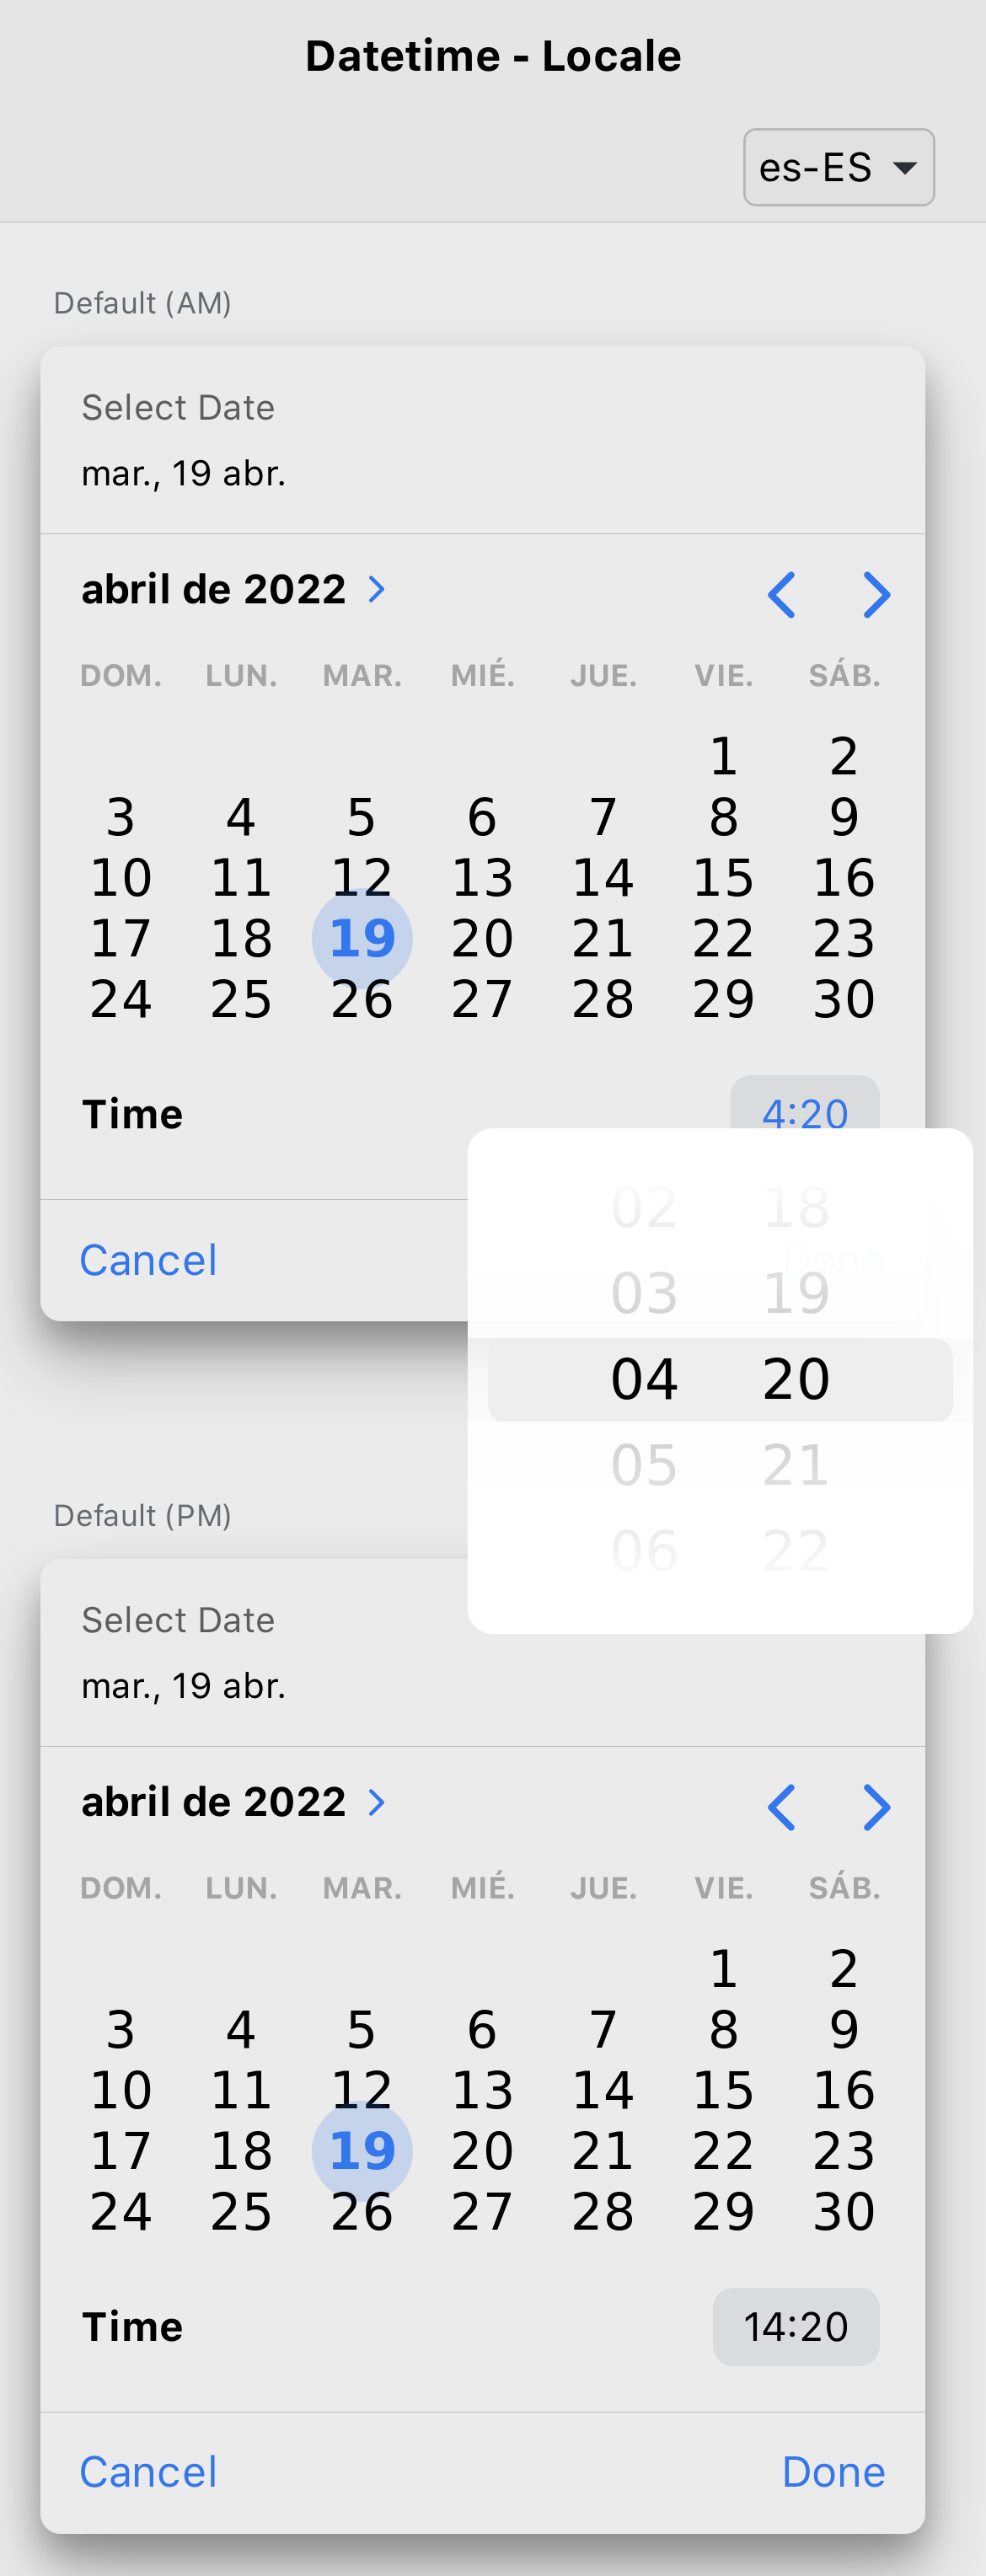 Datetime - Locale
es-ES
Default (AM)
Select Date
mar., 19 abr.
abril de 2022
DOM. LUN. MAR. MIÉ. JUE. VIE. SÁB.
1 2
3 4 5 6 7 8 9
10 11 12 13 14 15 16
17 18 19 20 21 22 23
24 25 26 27 28 29 30
Time 4:20
Cancel Done
02 18
03 19
04 20
05 21
06 22
Default (PM)
Select Date
mar., 19 abr.
abril de 2022
DOM. LUN. MAR. MIÉ. JUE. VIE. SÁB.
1 2
3 4 5 6 7 8 9
10 11 12 13 14 15 16
17 18 19 20 21 22 23
24 25 26 27 28 29 30
Time 14:20
Cancel Done